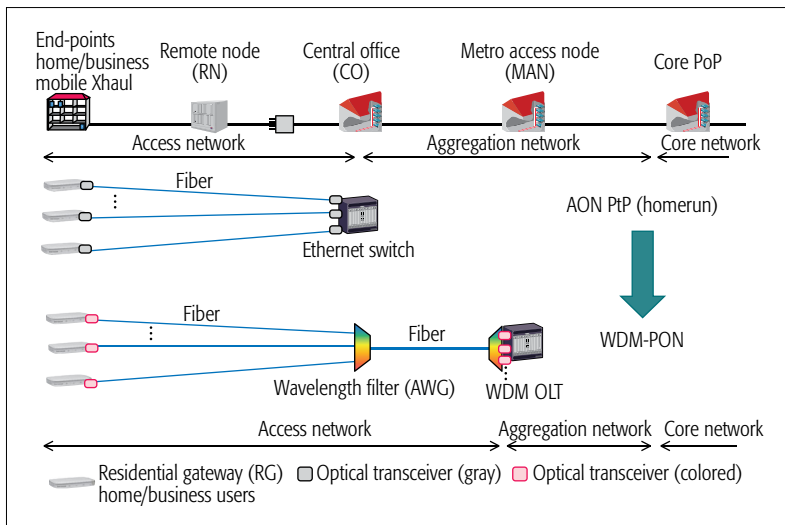 End-points
home/business
mobile Xhaul
Remote node
(RN)
Central office
(CO)
Metro access node
(MAN)
Core PoP
Access network
Aggregation network
Core network
Fiber
Ethernet switch
AON PtP (homerun)
Fiber
Fiber
WDM-PON
Wavelength filter (AWG)
WDM OLT
Access network
Aggregation network
Core network
Residential gateway (RG)
home/business users
Optical transceiver (gray)
Optical transceiver (colored)